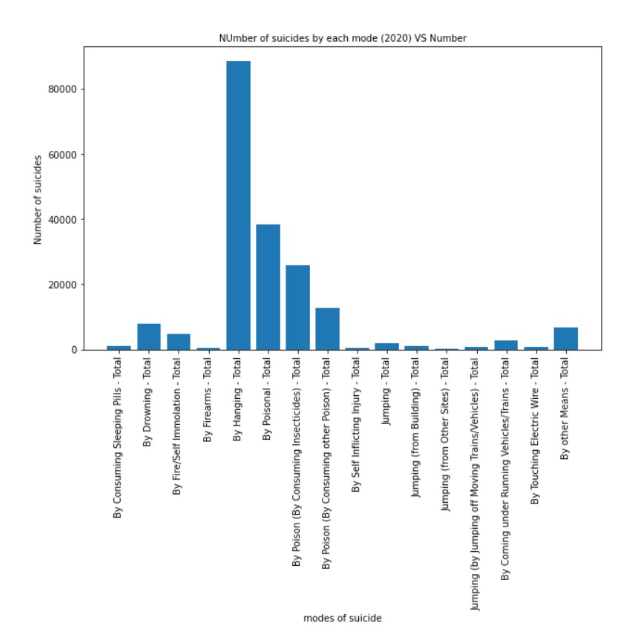 NUmber of suicides by each mode (2020) VS Number
Number of suicides
80000
60000
40000
20000
0
By Consuming Sleeping Pills - Total
By Drowning - Total
By Fire/Self Immolation - Total
By Firearms - Total
By Hanging - Total
By Poisonal - Total
By Poison (By Consuming Insecticides) - Total
By Poison (By Consuming other Poison) - Total
By Self Inflicting Injury - Total
Jumping - Total
Jumping (from Building) - Total
Jumping (from Other Sites) - Total
Jumping (by Jumping off Moving Trains/Vehicles) - Total
By Coming under Running Vehicles/Trains - Total
By Touching Electric Wire - Total
By other Means - Total
modes of suicide